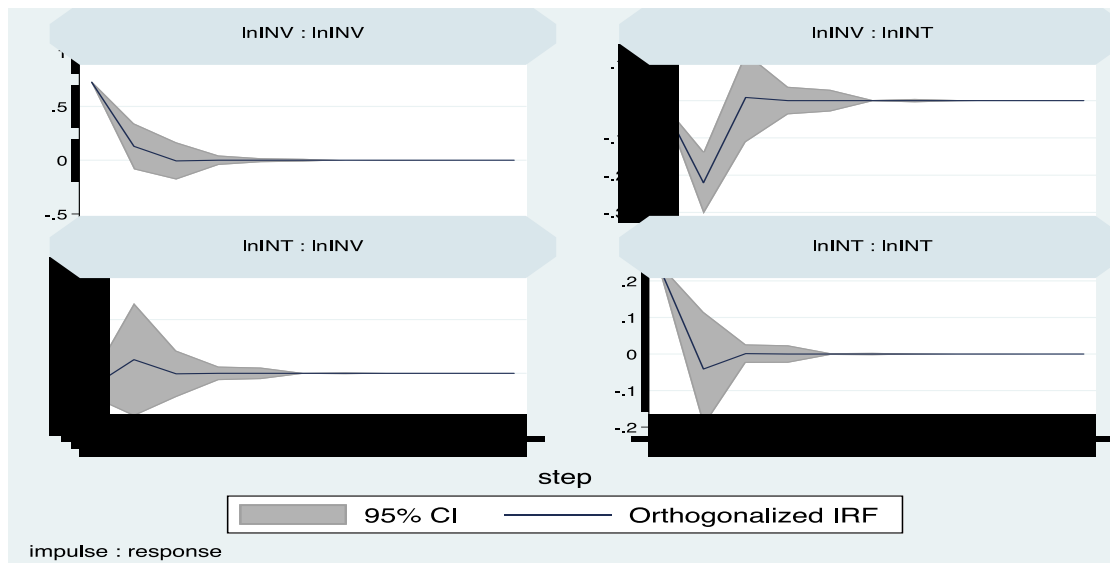 lnINV : lnINV
lnINV : lnINT
.5
0
-.5
lnINT : lnINV
lnINT : lnINT
.2
.1
0
-.1
-.2
step
95% CI
Orthogonalized IRF
impulse : response